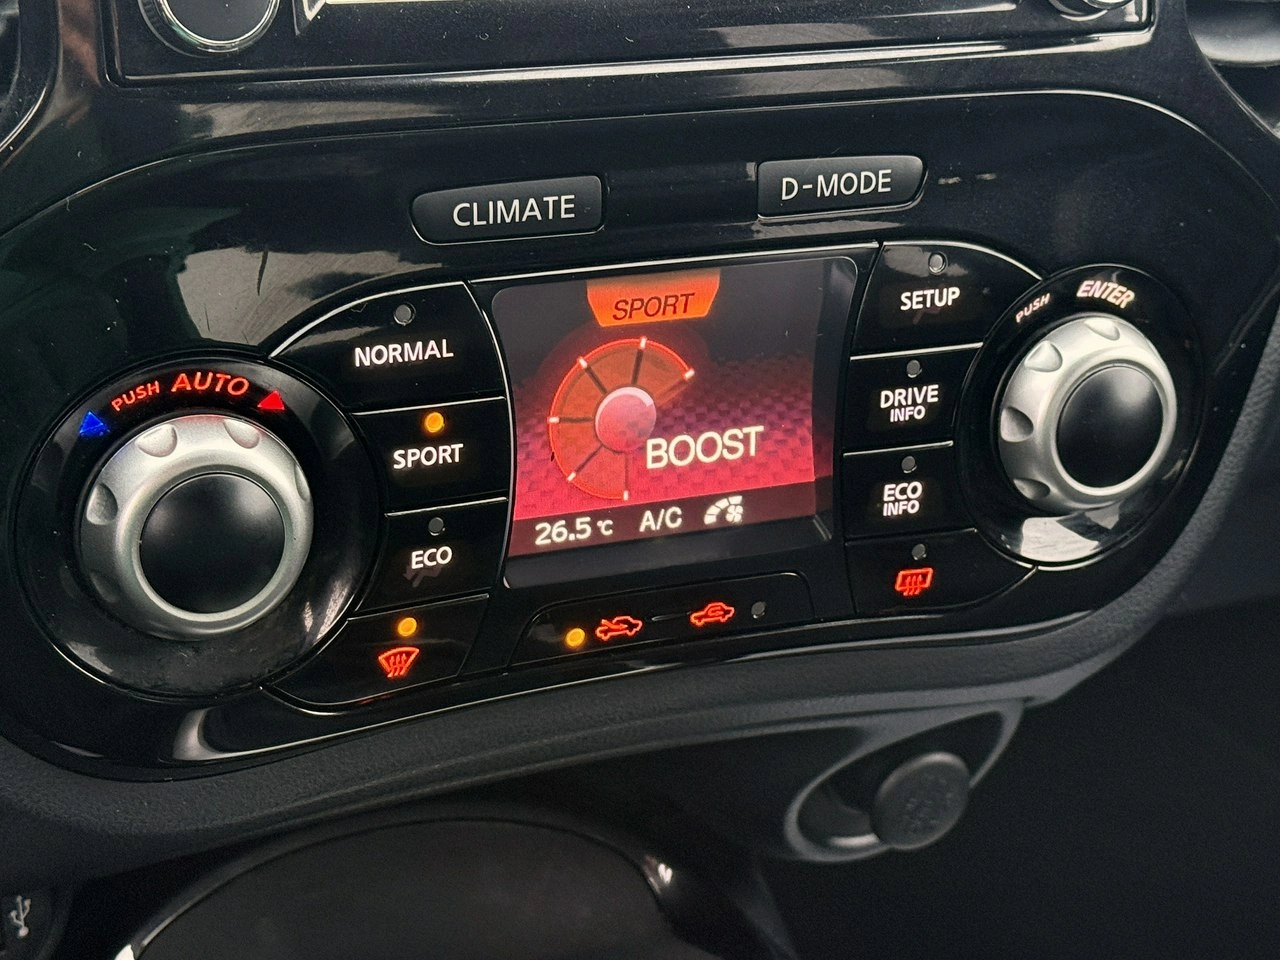 CLIMATE
D-MODE
PUSH AUTO
NORMAL
SPORT
ECO
SPORT
BOOST
26.5 °C A/C
SETUP
DRIVE
INFO
ECO
INFO
PUSH ENTER